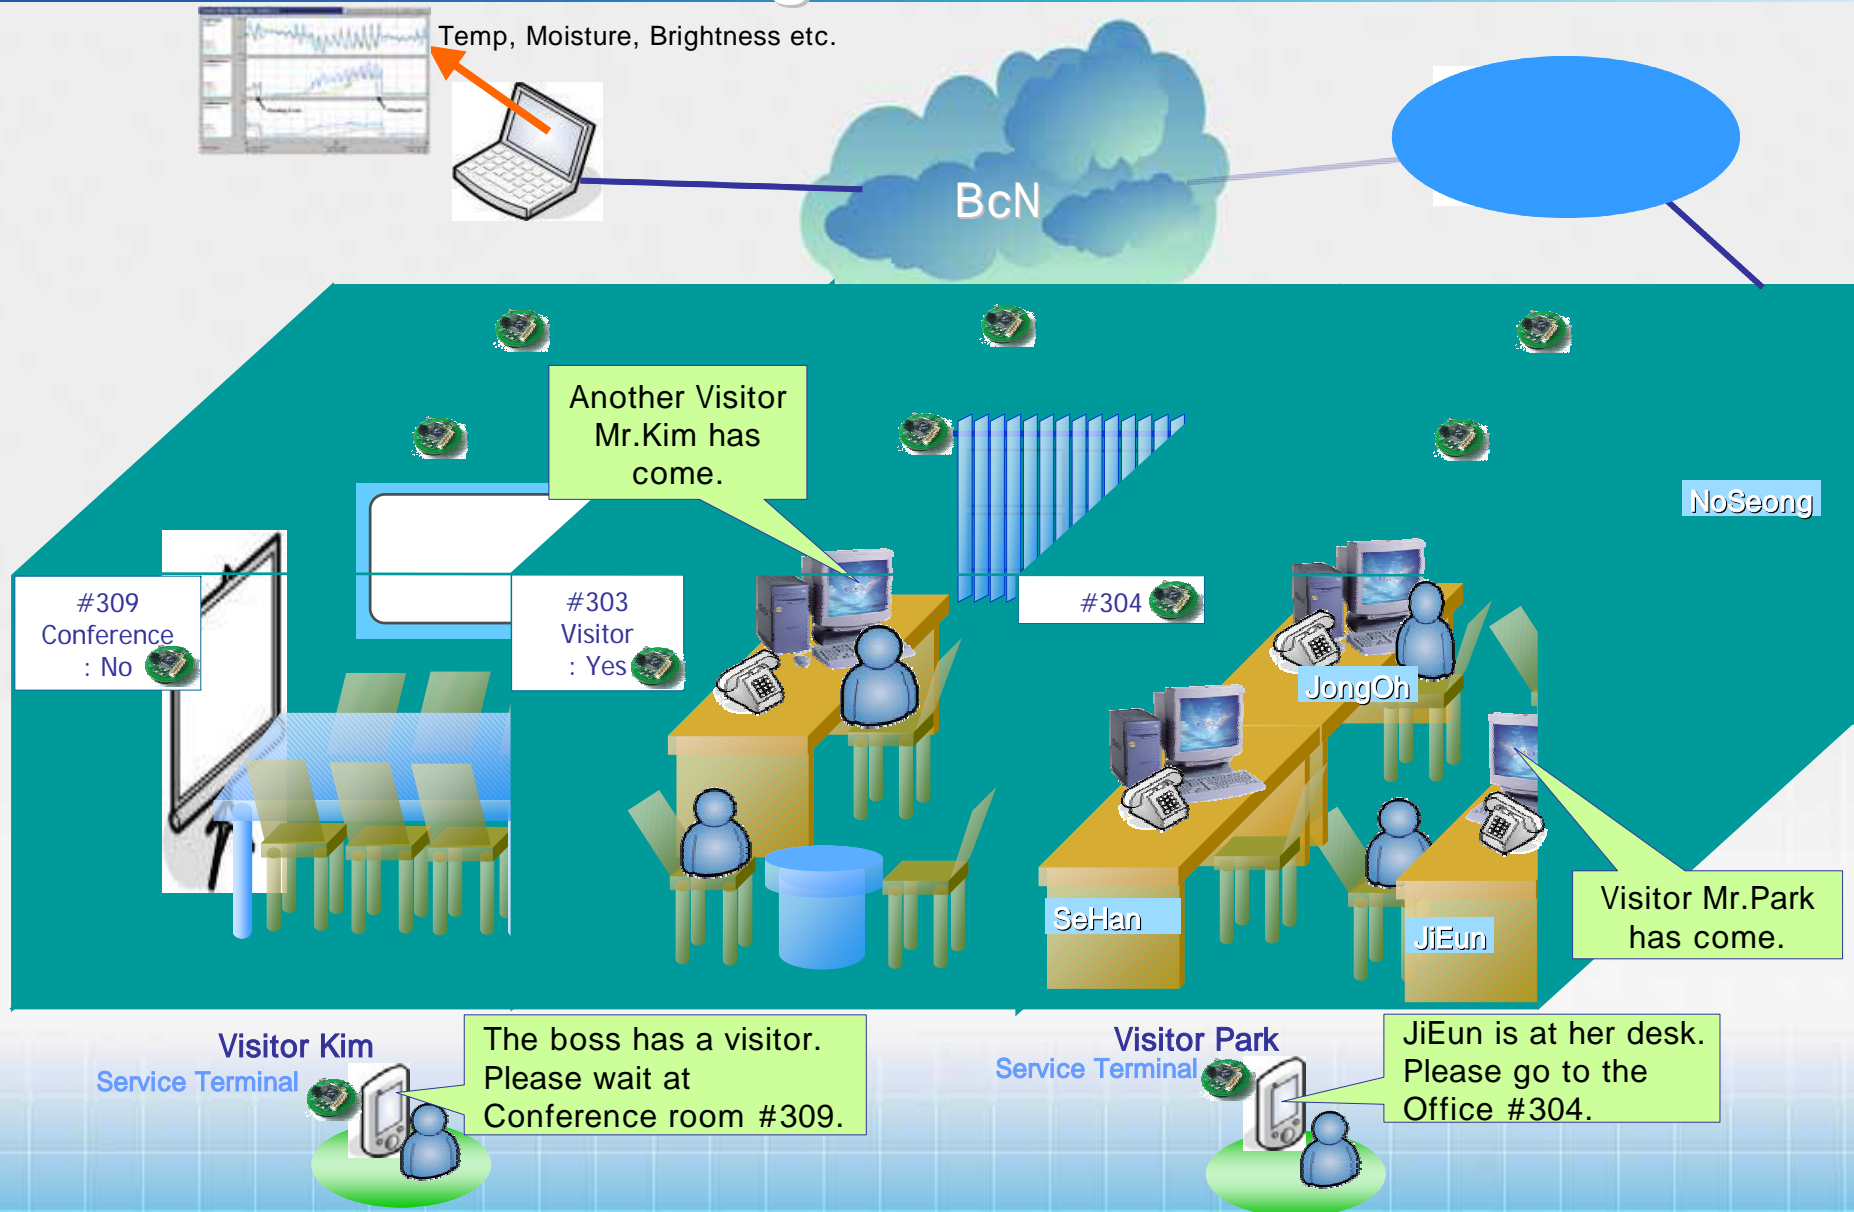 Temp, Moisture, Brightness etc.
BcN
Another Visitor
Mr.Kim has
come.
NoSeong
#309
Conference
: No
#303
Visitor
: Yes
#304
JongOh
SeHan
JiEun
Visitor Mr.Park
has come.
Visitor Kim
Service Terminal
The boss has a visitor.
Please wait at
Conference room #309.
Visitor Park
Service Terminal
JiEun is at her desk.
Please go to the
Office #304.